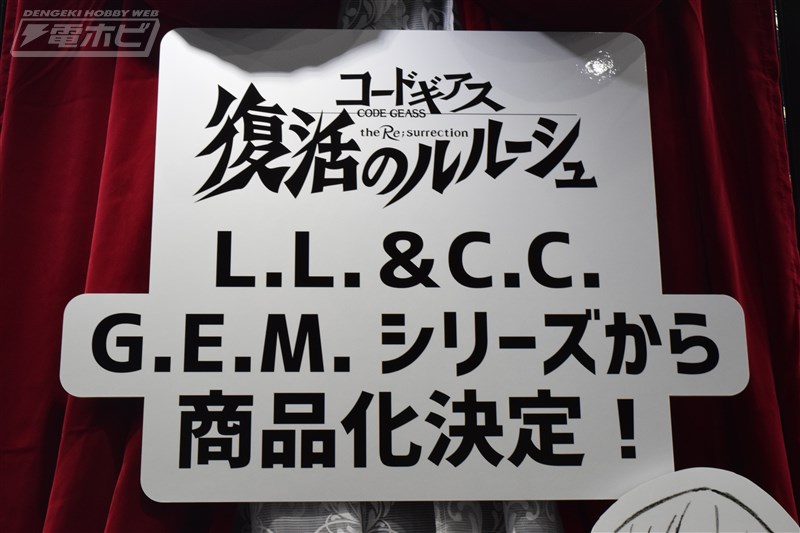 DENGEKI HOBBY WEB
電ホビ
コードギアス
CODE GEASS
the Re;surrection
復活のルルーシュ
L.L.&C.C.
G.E.M.シリーズから
商品化決定！